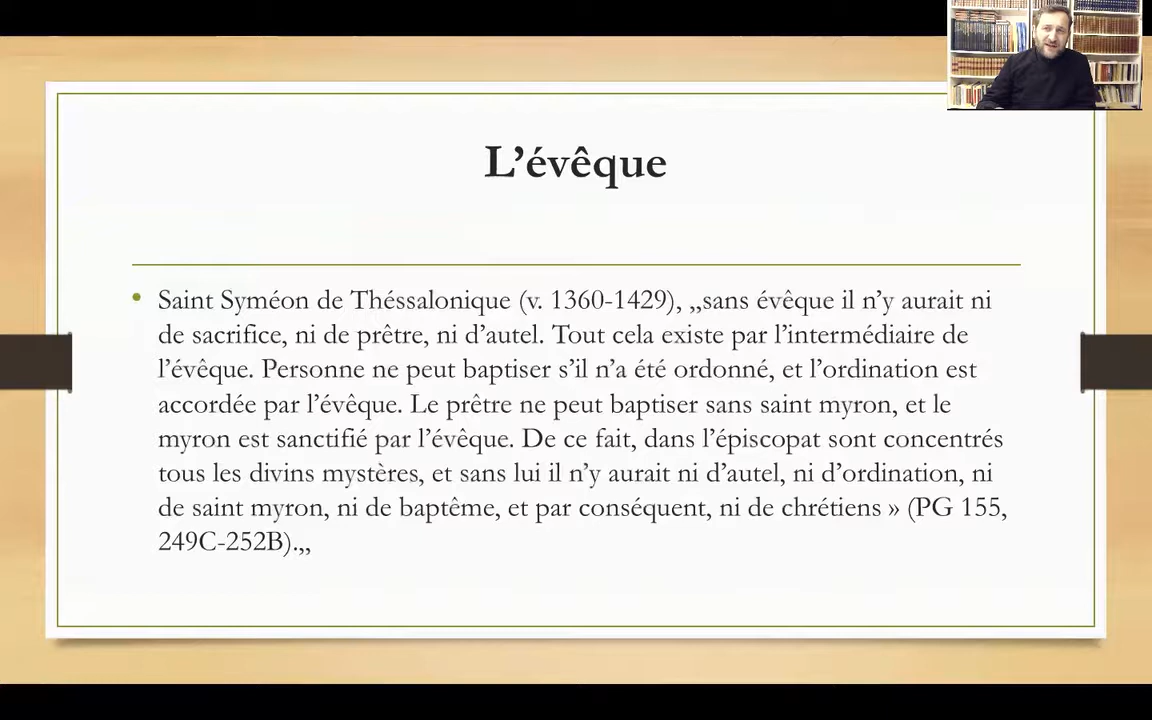 L’évêque
• Saint Syméon de Théssalonique (v. 1360-1429), „sans évêque il n’y aurait ni
de sacrifice, ni de prêtre, ni d’autel. Tout cela existe par l’intermédiaire de
l’évêque. Personne ne peut baptiser s’il n’a été ordonné, et l’ordination est
accordée par l’évêque. Le prêtre ne peut baptiser sans saint myron, et le
myron est sanctifié par l’évêque. De ce fait, dans l’épiscopat sont concentrés
tous les divins mystères, et sans lui il n’y aurait ni d’autel, ni d’ordination, ni
de saint myron, ni de baptême, et par conséquent, ni de chrétiens » (PG 155,
249C-252B).„